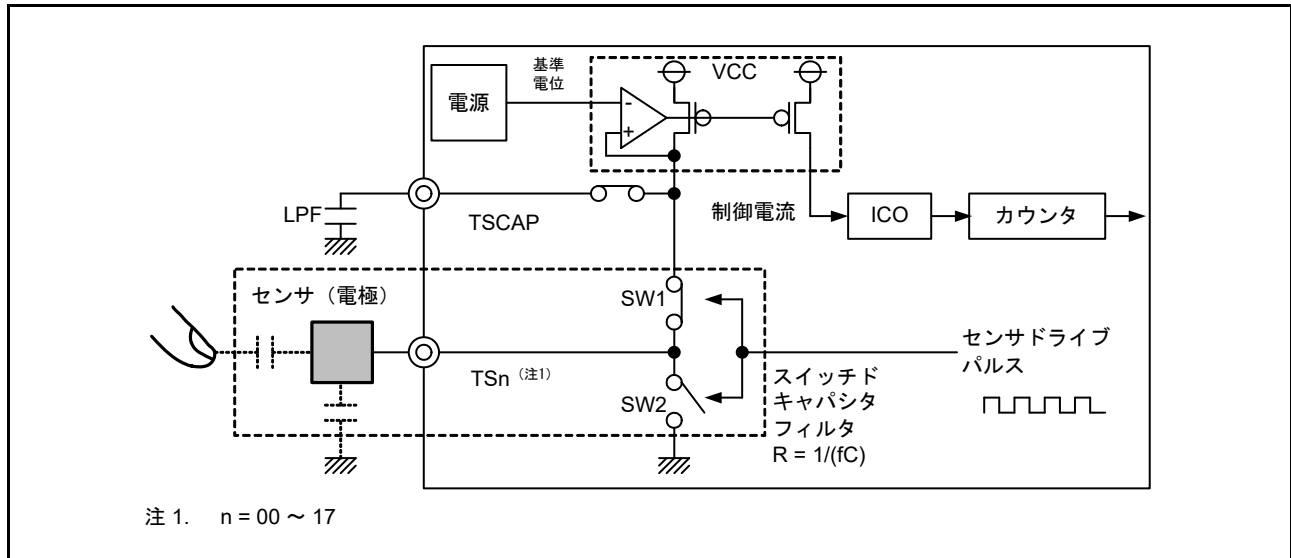 電源
基準
電位
VCC
-
+
LPF
TSCAP
制御電流
ICO
カウンタ
センサ（電極）
SW1
TSn（注1）
SW2
センサドライブ
パルス
スイッチド
キャパシタ
フィルタ
R = 1/(fC)
注 1. n = 00 ～ 17